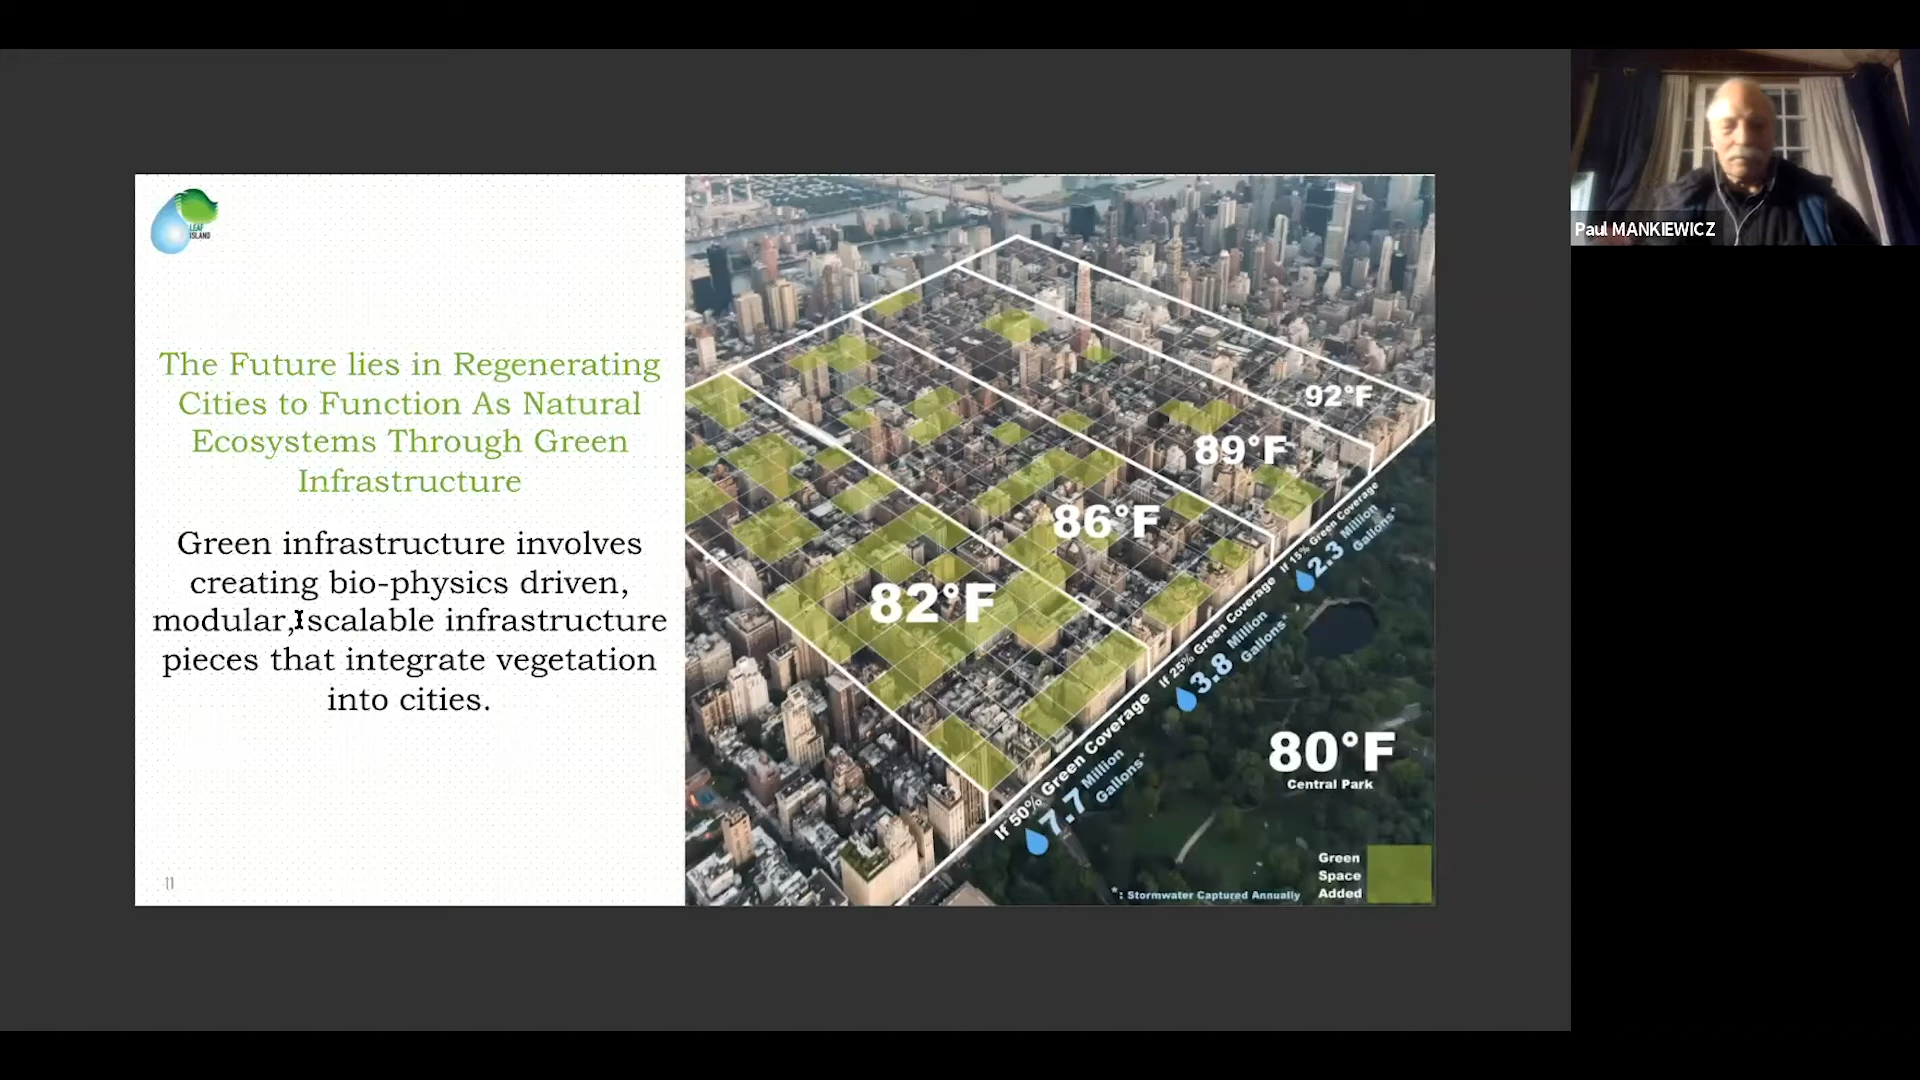 LEAF
ISLAND
The Future lies in Regenerating
Cities to Function As Natural
Ecosystems Through Green
Infrastructure
Green infrastructure involves
creating bio-physics driven,
modular, scalable infrastructure
pieces that integrate vegetation
into cities.
11
92°F
89°F
86°F
82°F
If 15% Green Coverage
2.3 Million
Gallons*
If 25% Green Coverage
3.8 Million
Gallons*
If 50% Green Coverage
7.7 Million
Gallons*
80°F
Central Park
Green
Space
Added
*: Stormwater Captured Annually
Paul MANKIEWICZ